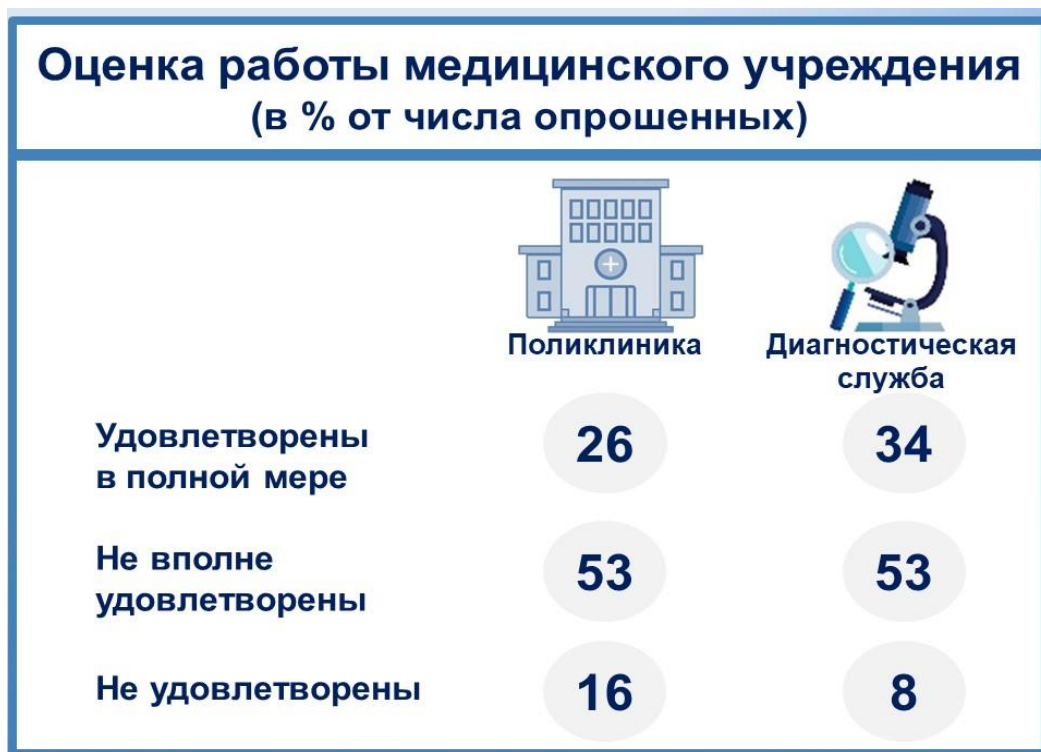 Оценка работы медицинского учреждения
(в % от числа опрошенных)
Поликлиника
Диагностическая
служба
Удовлетворены
в полной мере
26
34
Не вполне
удовлетворены
53
53
Не удовлетворены
16
8